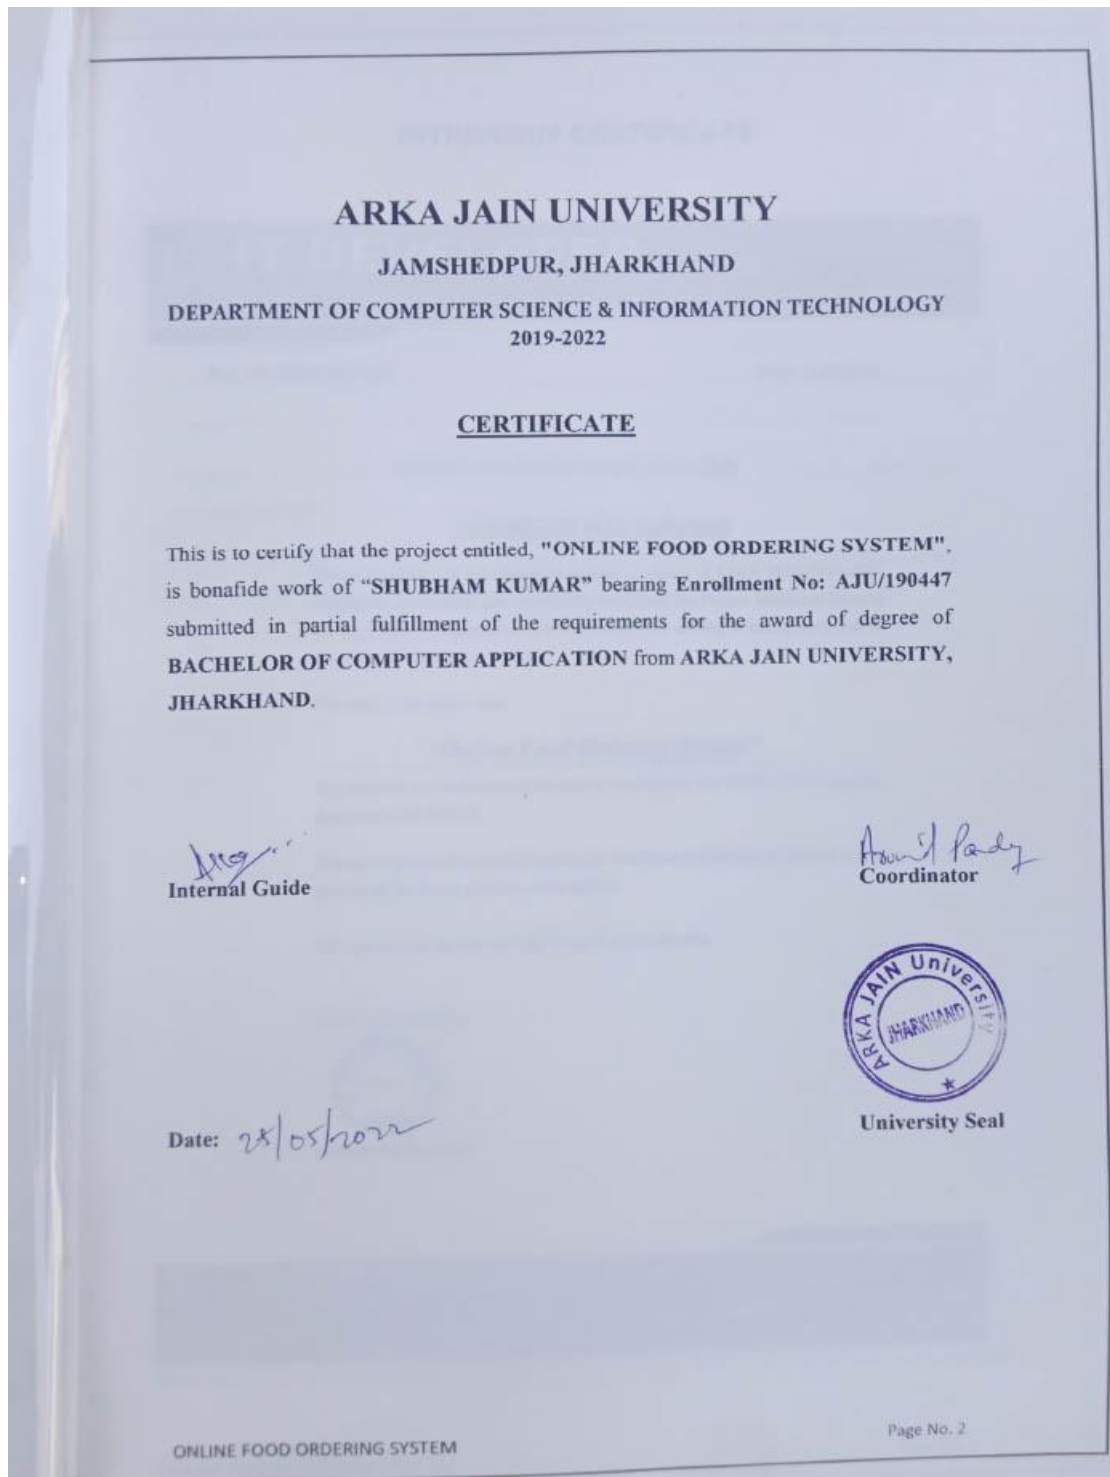 ARKA JAIN UNIVERSITY
JAMSHEDPUR, JHARKHAND
DEPARTMENT OF COMPUTER SCIENCE & INFORMATION TECHNOLOGY
2019-2022
CERTIFICATE
This is to certify that the project entitled, "ONLINE FOOD ORDERING SYSTEM",
is bonafide work of “SHUBHAM KUMAR” bearing Enrollment No: AJU/190447
submitted in partial fulfillment of the requirements for the award of degree of
BACHELOR OF COMPUTER APPLICATION from ARKA JAIN UNIVERSITY,
JHARKHAND.
Internal Guide
Coordinator
ARKA JAIN University
JHARKHAND
University Seal
Date: 25/05/2022
Page No. 2
ONLINE FOOD ORDERING SYSTEM